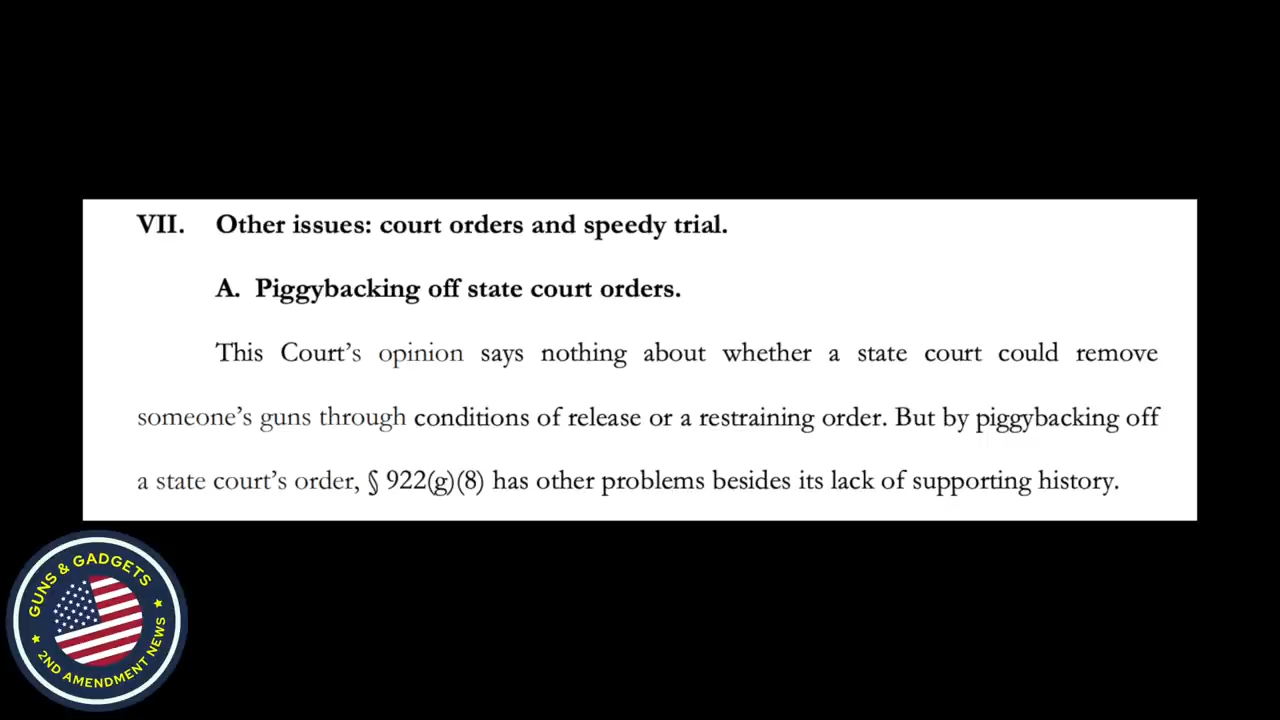 VII. Other issues: court orders and speedy trial.
A. Piggybacking off state court orders.
This Court’s opinion says nothing about whether a state court could remove
someone’s guns through conditions of release or a restraining order. But by piggybacking off
a state court’s order, § 922(g)(8) has other problems besides its lack of supporting history.
GUNS & GADGETS
2ND AMENDMENT NEWS